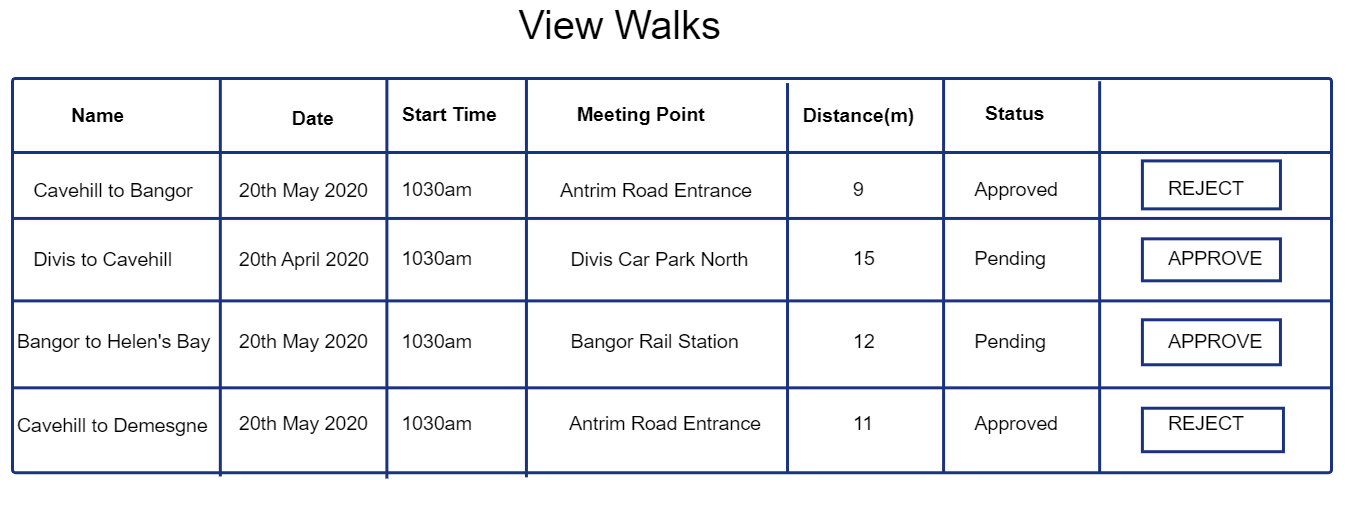 View Walks
Name Date Start Time Meeting Point Distance(m) Status
Cavehill to Bangor 20th May 2020 1030am Antrim Road Entrance 9 Approved REJECT
Divis to Cavehill 20th April 2020 1030am Divis Car Park North 15 Pending APPROVE
Bangor to Helen's Bay 20th May 2020 1030am Bangor Rail Station 12 Pending APPROVE
Cavehill to Demesgne 20th May 2020 1030am Antrim Road Entrance 11 Approved REJECT